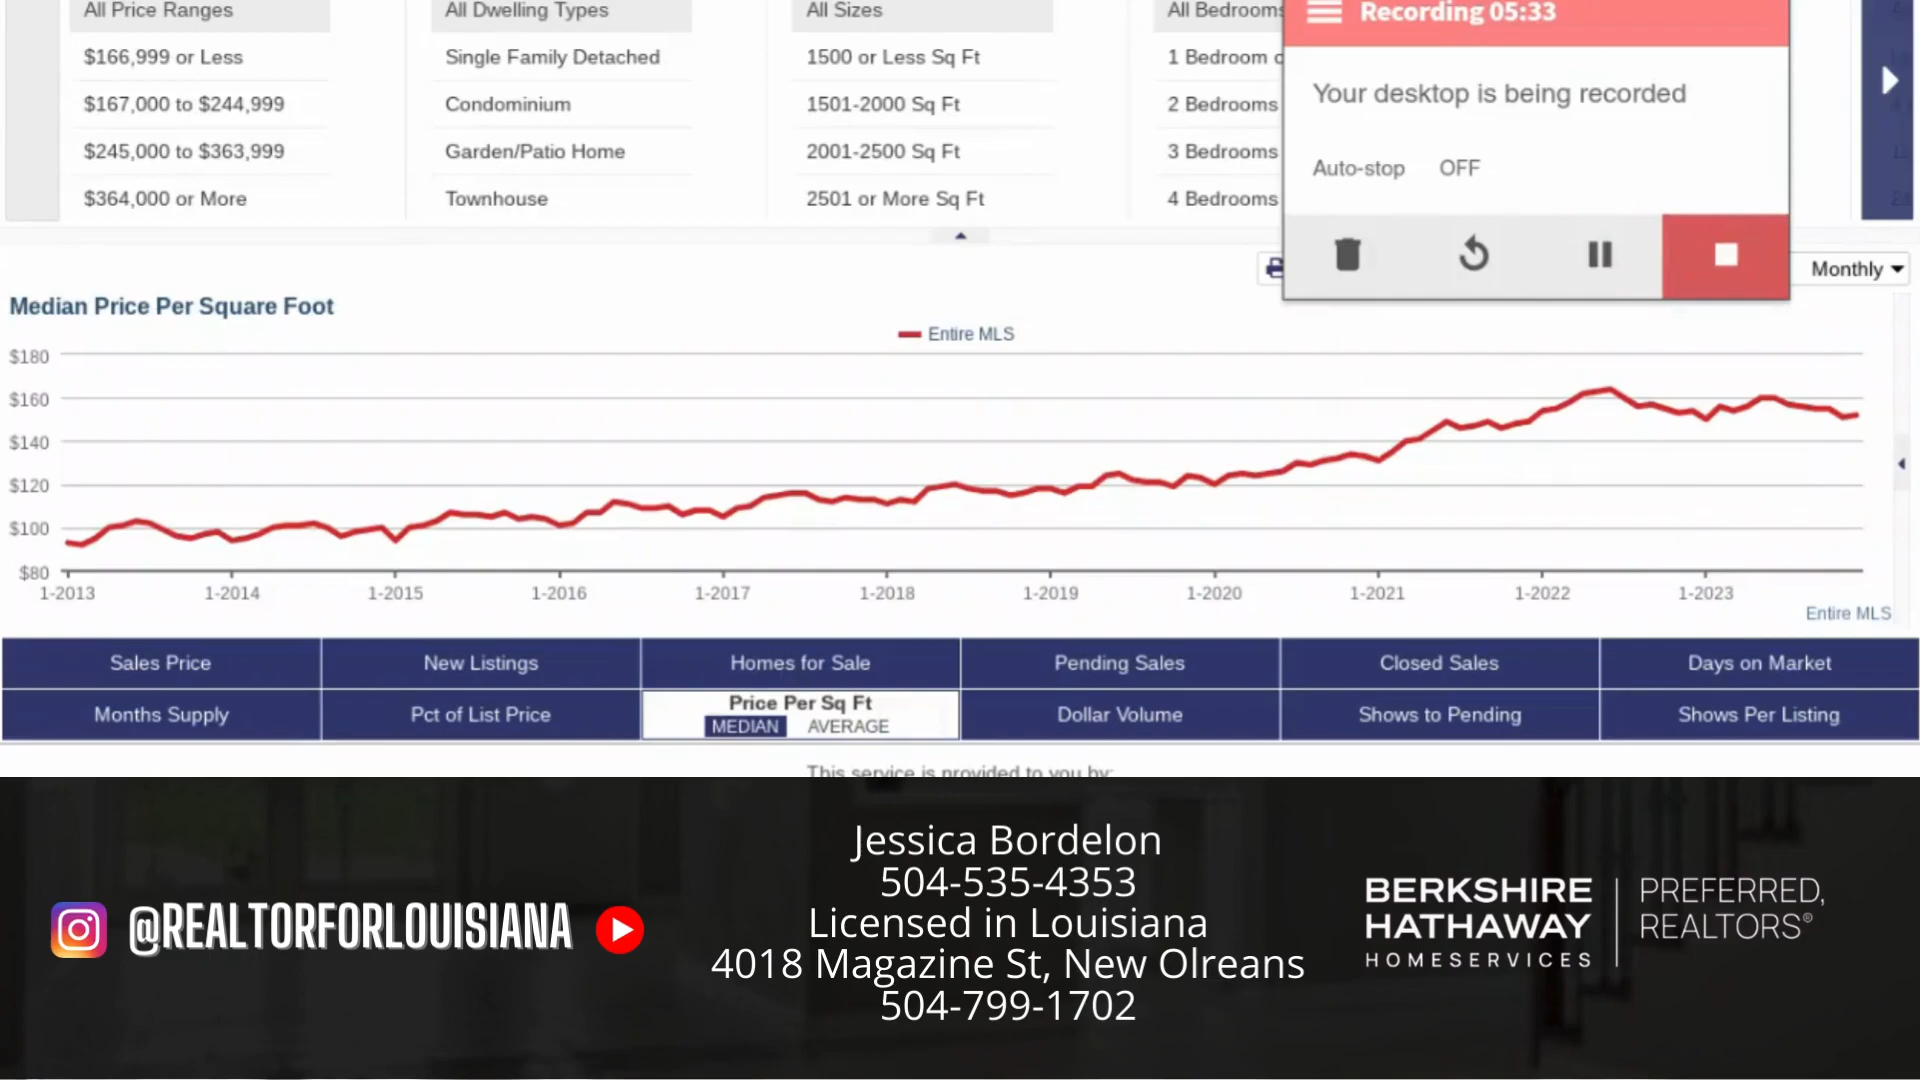 All Price Ranges
All Dwelling Types
All Sizes
All Bedrooms
Recording 05:33
$166,999 or Less
Single Family Detached
1500 or Less Sq Ft
1 Bedroom
$167,000 to $244,999
Condominium
1501-2000 Sq Ft
2 Bedrooms
Your desktop is being recorded
$245,000 to $363,999
Garden/Patio Home
2001-2500 Sq Ft
3 Bedrooms
Auto-stop OFF
$364,000 or More
Townhouse
2501 or More Sq Ft
4 Bedrooms
Monthly
Median Price Per Square Foot
Entire MLS
$180
$160
$140
$120
$100
$80
1-2013 1-2014 1-2015 1-2016 1-2017 1-2018 1-2019 1-2020 1-2021 1-2022 1-2023
Entire MLS
Sales Price
New Listings
Homes for Sale
Pending Sales
Closed Sales
Days on Market
Months Supply
Pct of List Price
Price Per Sq Ft
MEDIAN AVERAGE
Dollar Volume
Shows to Pending
Shows Per Listing
This service is provided to you by:
@REALTORFORLOUISIANA
Jessica Bordelon
504-535-4353
Licensed in Louisiana
4018 Magazine St, New Olreans
504-799-1702
BERKSHIRE
HATHAWAY
HOMESERVICES
PREFERRED,
REALTORS®